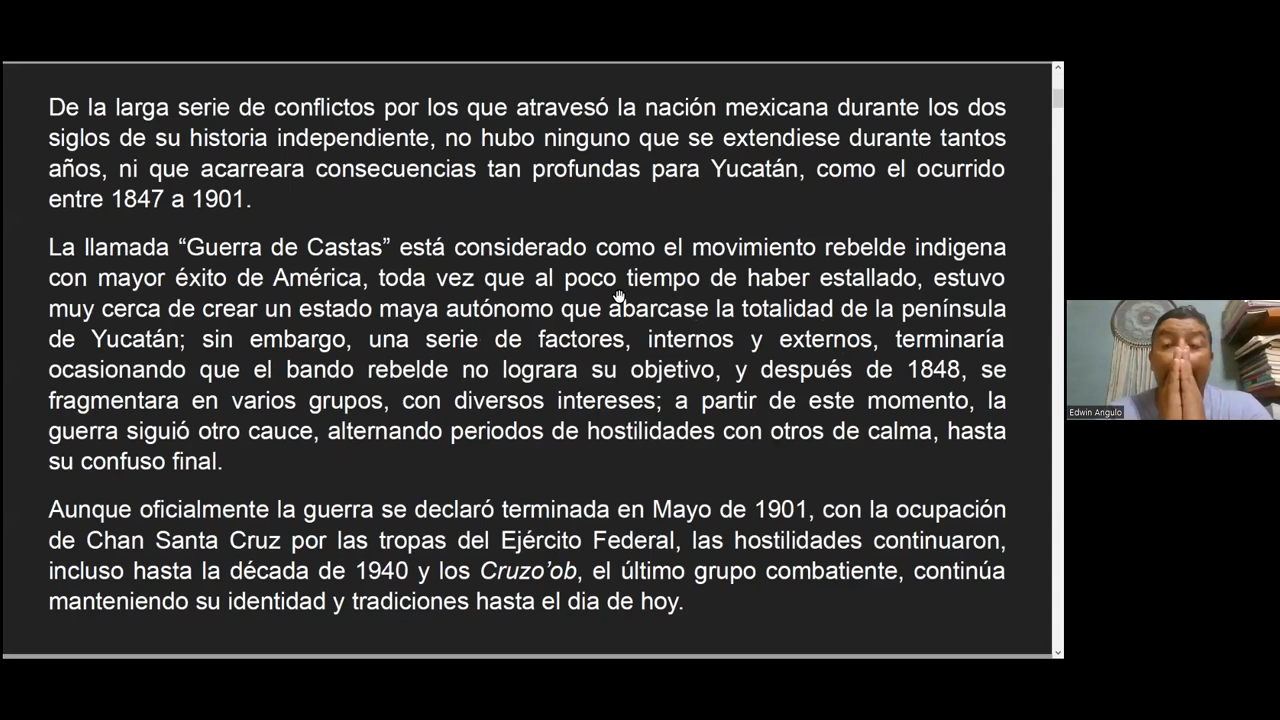 De la larga serie de conflictos por los que atravesó la nación mexicana durante los dos
siglos de su historia independiente, no hubo ninguno que se extendiese durante tantos
años, ni que acarreara consecuencias tan profundas para Yucatán, como el ocurrido
entre 1847 a 1901.
La llamada “Guerra de Castas” está considerado como el movimiento rebelde indigena
con mayor éxito de América, toda vez que al poco tiempo de haber estallado, estuvo
muy cerca de crear un estado maya autónomo que abarcase la totalidad de la península
de Yucatán; sin embargo, una serie de factores, internos y externos, terminaría
ocasionando que el bando rebelde no lograra su objetivo, y después de 1848, se
fragmentara en varios grupos, con diversos intereses; a partir de este momento, la
guerra siguió otro cauce, alternando periodos de hostilidades con otros de calma, hasta
su confuso final.
Aunque oficialmente la guerra se declaró terminada en Mayo de 1901, con la ocupación
de Chan Santa Cruz por las tropas del Ejército Federal, las hostilidades continuaron,
incluso hasta la década de 1940 y los Cruzo’ob, el último grupo combatiente, continúa
manteniendo su identidad y tradiciones hasta el dia de hoy.
Edwin Angulo